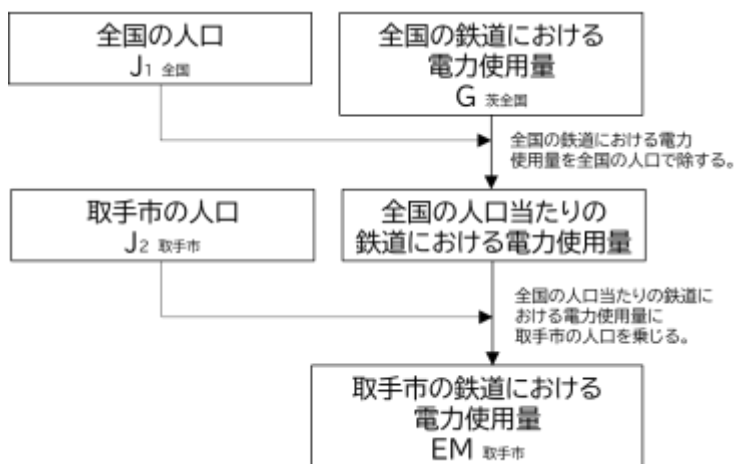 全国の人口
J1 全国
全国の鉄道における
電力使用量
G 茨全国
全国の鉄道における電力
使用量を全国の人口で除する。
取手市の人口
J2 取手市
全国の人口当たりの
鉄道における電力使用量
全国の人口当たりの鉄道に
おける電力使用量に
取手市の人口を乗じる。
取手市の鉄道における
電力使用量
EM 取手市